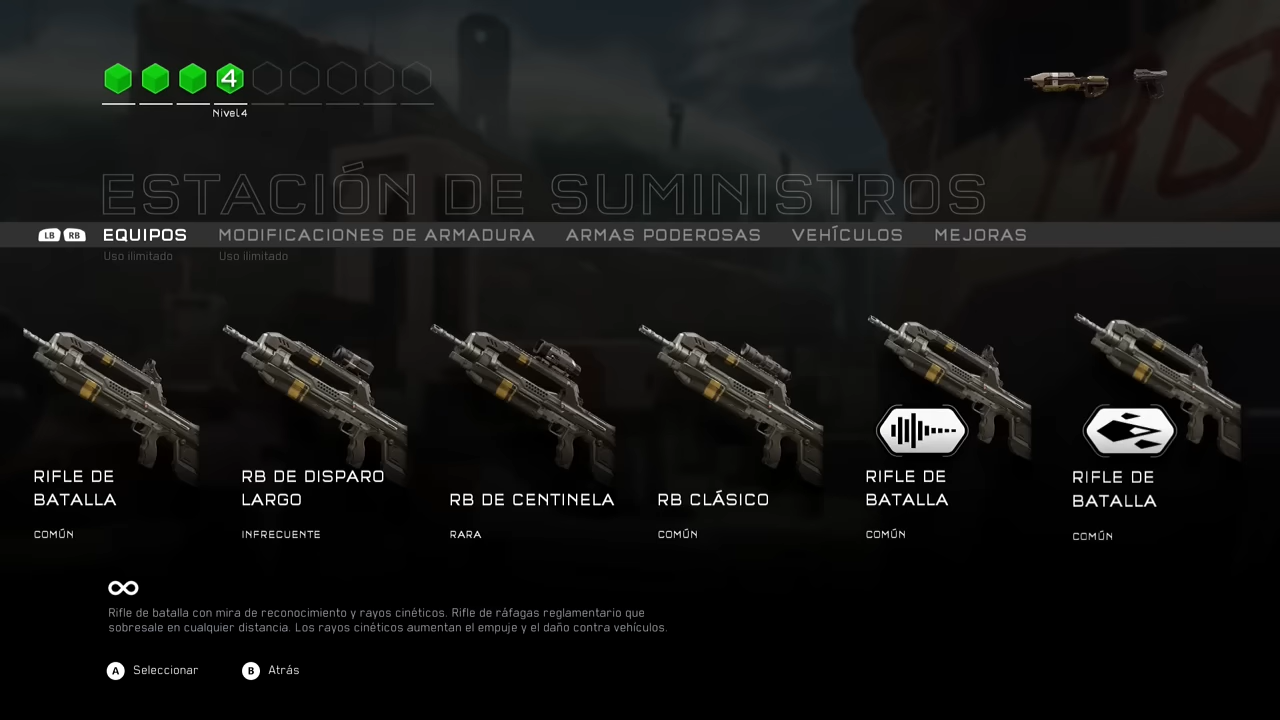 4
Nivel4
ESTACIÓN DE SUMINISTROS
LB RB EQUIPOS MODIFICACIONES DE ARMADURA ARMAS PODEROSAS VEHÍCULOS MEJORAS
Uso ilimitado Uso ilimitado
RIFLE DE BATALLA
COMÚN
RB DE DISPARO LARGO
INFRECUENTE
RB DE CENTINELA
RARA
RB CLÁSICO
COMÚN
RIFLE DE BATALLA
COMÚN
RIFLE DE BATALLA
COMÚN
Rifle de batalla con mira de reconocimiento y rayos cinéticos. Rifle de ráfagas reglamentario que
sobresale en cualquier distancia. Los rayos cinéticos aumentan el empuje y el daño contra vehículos.
A Seleccionar B Atrás